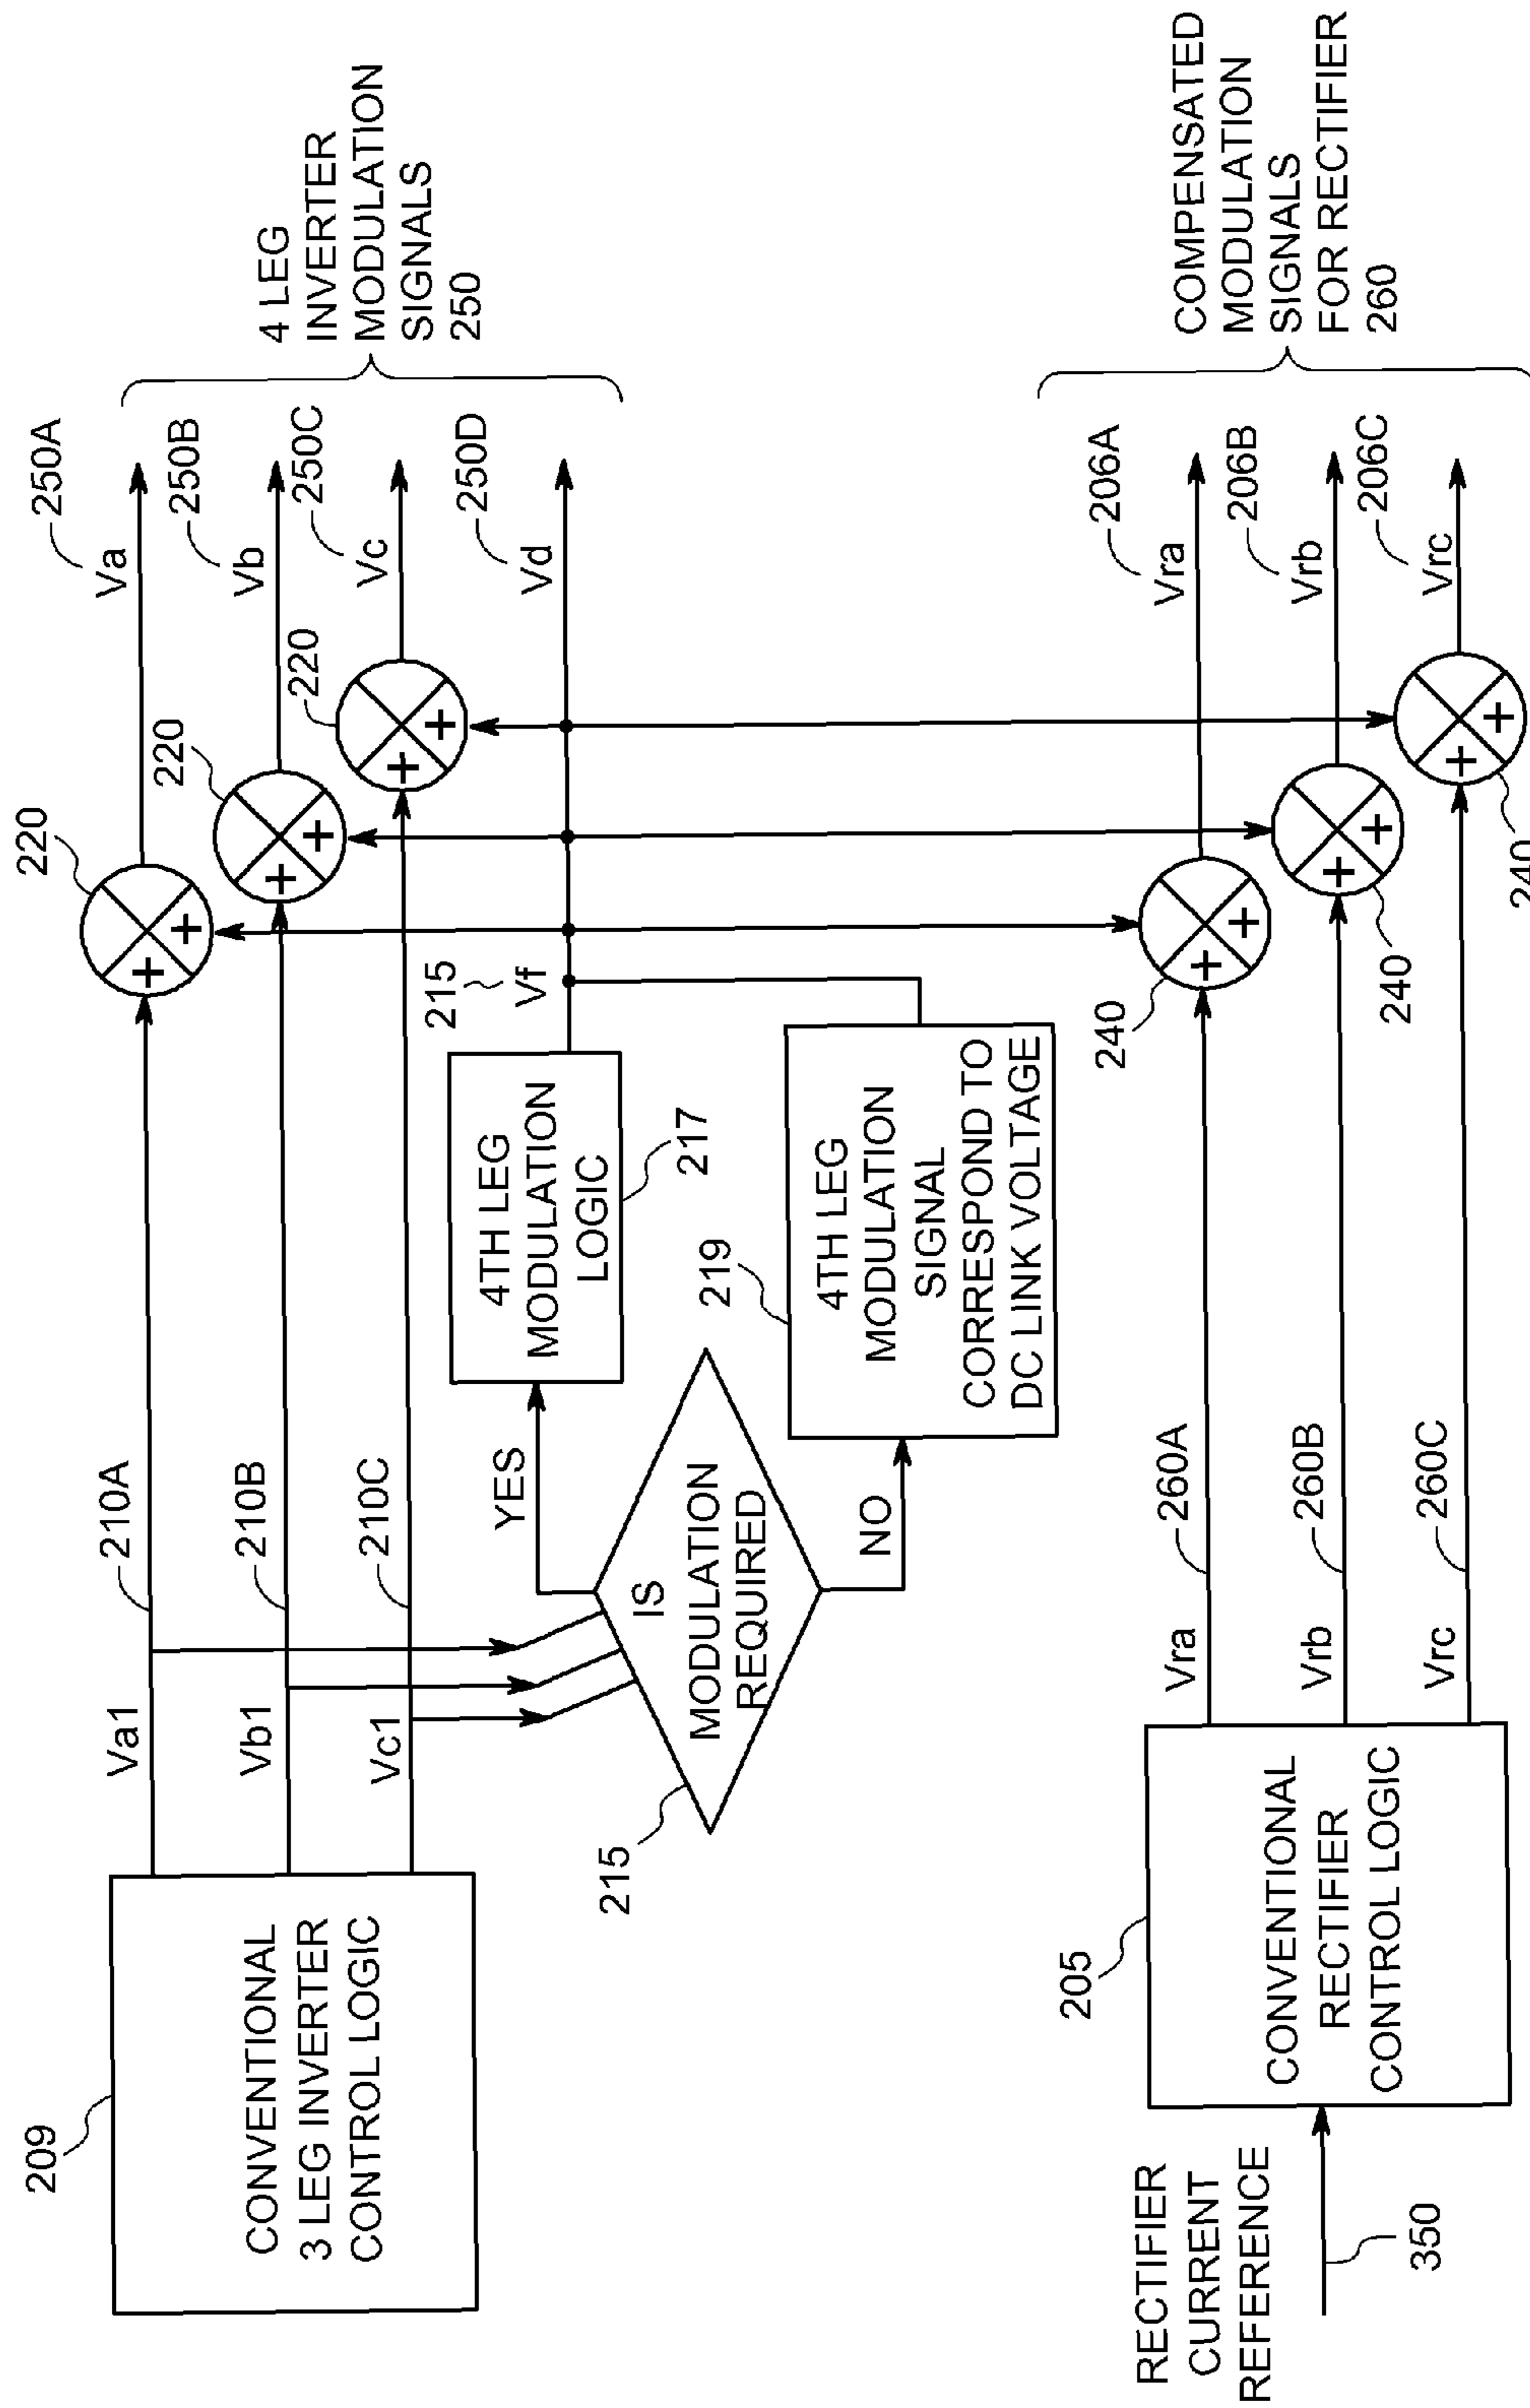 209
CONVENTIONAL
3 LEG INVERTER
CONTROL LOGIC
Va1
210A
Vb1
210B
Vc1
210C
220
220
220
Va
250A
Vb
250B
Vc
250C
Vd
250D
4 LEG
INVERTER
MODULATION
SIGNALS
250
215
IS
MODULATION
REQUIRED
YES
NO
4TH LEG
MODULATION
LOGIC
217
215
Vf
219
4TH LEG
MODULATION
SIGNAL
CORRESPOND TO
DC LINK VOLTAGE
RECTIFIER
CURRENT
REFERENCE
350
205
CONVENTIONAL
RECTIFIER
CONTROL LOGIC
Vra
260A
Vrb
260B
Vrc
260C
240
240
240
Vra
206A
Vrb
206B
Vrc
206C
COMPENSATED
MODULATION
SIGNALS
FOR RECTIFIER
260
+
+
+
+
+
+
+
+
+
+
+
+